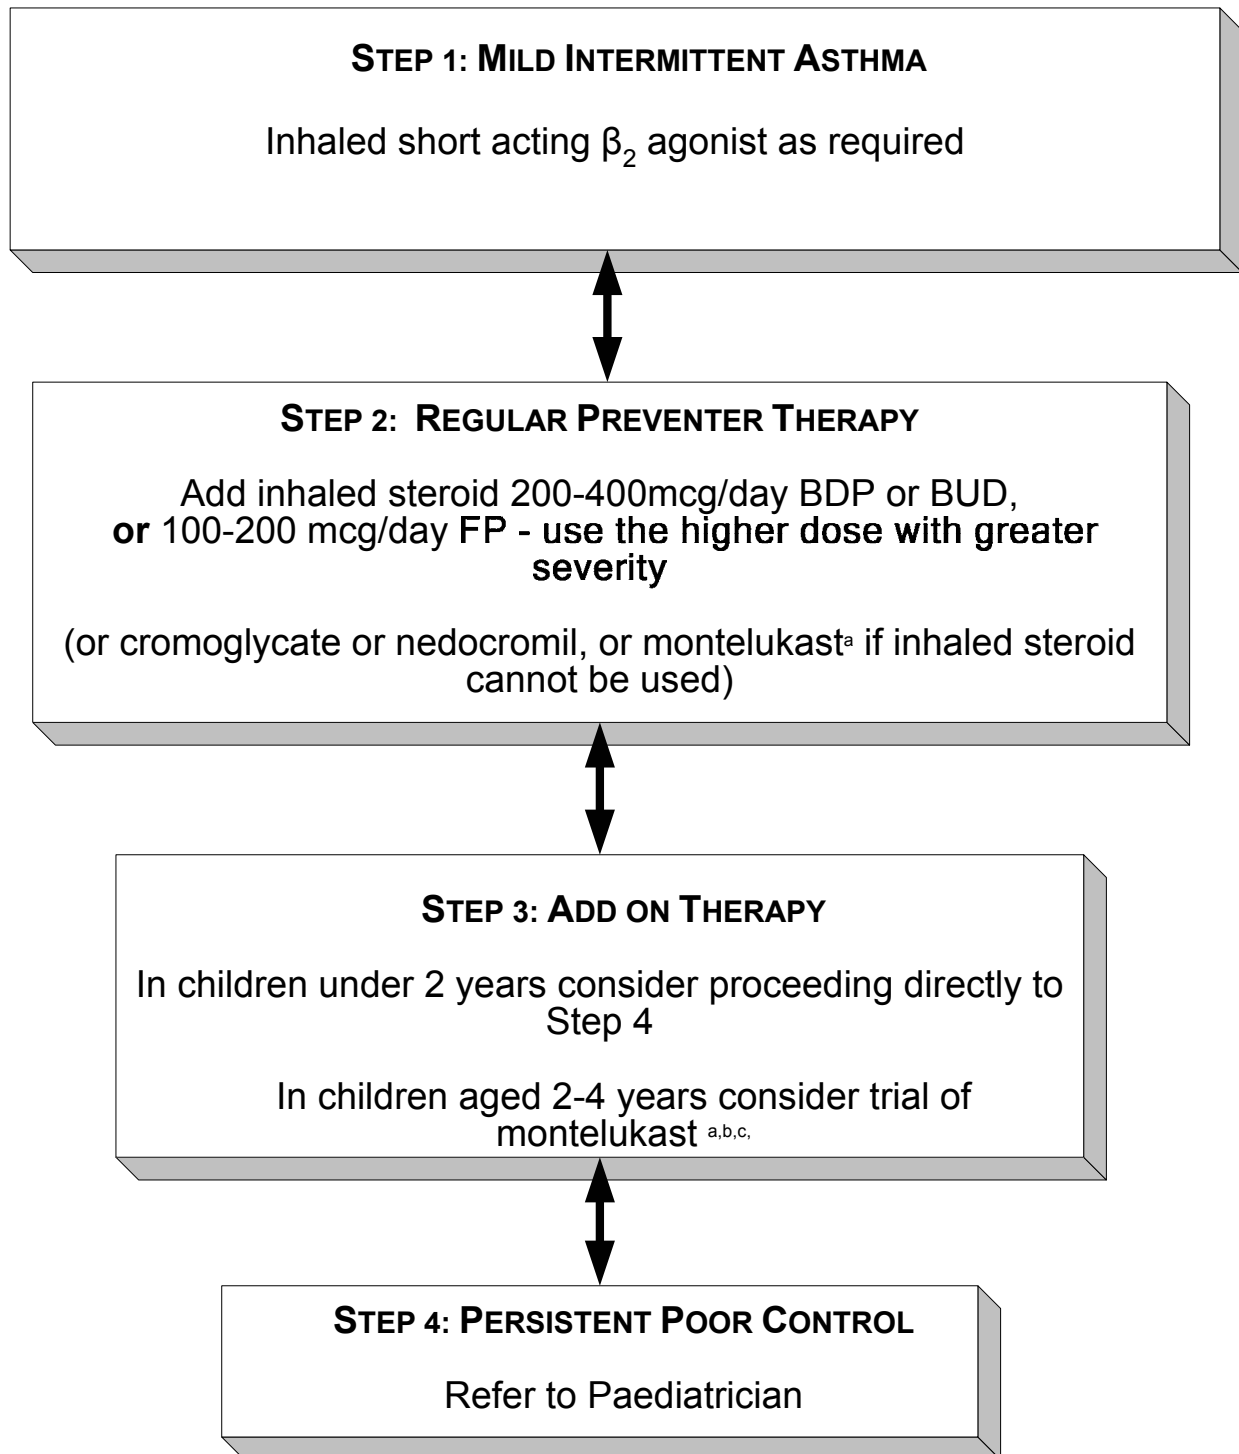 STEP 1: MILD INTERMITTENT ASTHMA
Inhaled short acting β₂ agonist as required
STEP 2: REGULAR PREVENTER THERAPY
Add inhaled steroid 200-400mcg/day BDP or BUD,
or 100-200 mcg/day FP - use the higher dose with greater
severity
(or cromoglycate or nedocromil, or montelukastᵃ if inhaled steroid
cannot be used)
STEP 3: ADD ON THERAPY
In children under 2 years consider proceeding directly to
Step 4
In children aged 2-4 years consider trial of
montelukast a,b,c,
STEP 4: PERSISTENT POOR CONTROL
Refer to Paediatrician